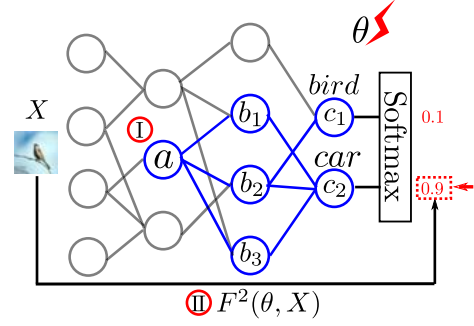 θ
bird
X
b₁
c₁
Softmax
0.1
I
car
a
b₂
c₂
0.9
b₃
II F²(θ, X)